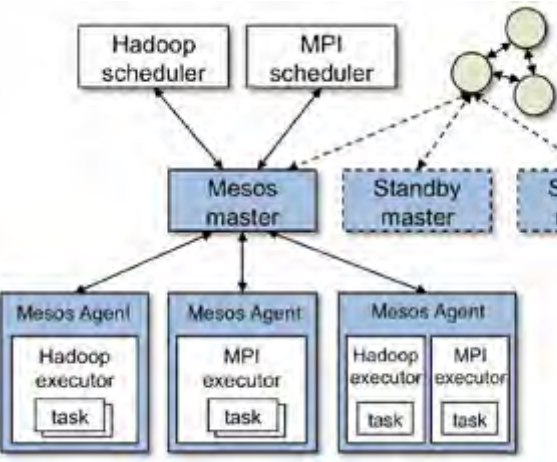 Hadoop
scheduler
MPI
scheduler
Mesos
master
Standby
master
S
Mesos Agent
Hadoop
executor
task
Mesos Agent
MPI
executor
task
Mesos Agent
Hadoop
executor
task
MPI
executor
task